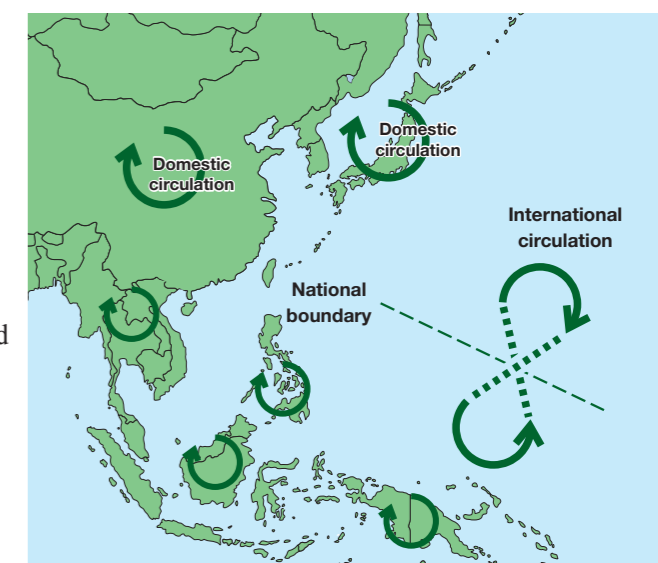 Domestic
circulation
Domestic
circulation
International
circulation
National
boundary
d